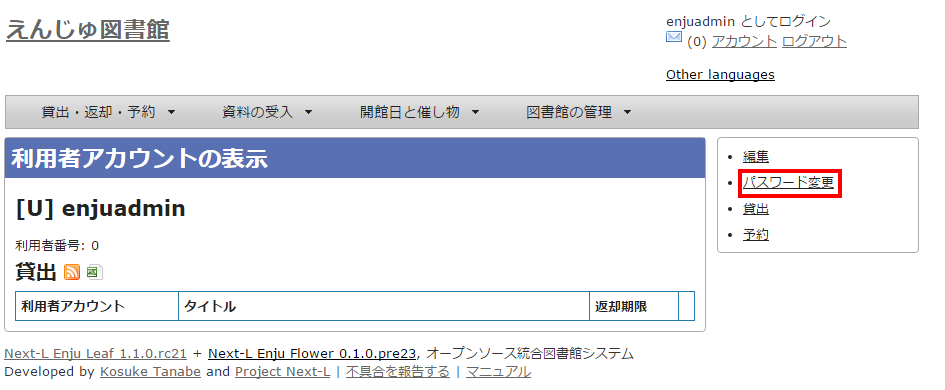 えんじゅ図書館
enjuadmin としてログイン
(0) アカウント ログアウト
Other languages
貸出・返却・予約 資料の受入 開館日と催し物 図書館の管理
利用者アカウントの表示
[U] enjuadmin
利用者番号: 0
貸出
利用者アカウント タイトル 返却期限
編集
パスワード変更
貸出
予約
Next-L Enju Leaf 1.1.0.rc21 + Next-L Enju Flower 0.1.0.pre23, オープンソース統合図書館システム
Developed by Kosuke Tanabe and Project Next-L | 不具合を報告する | マニュアル